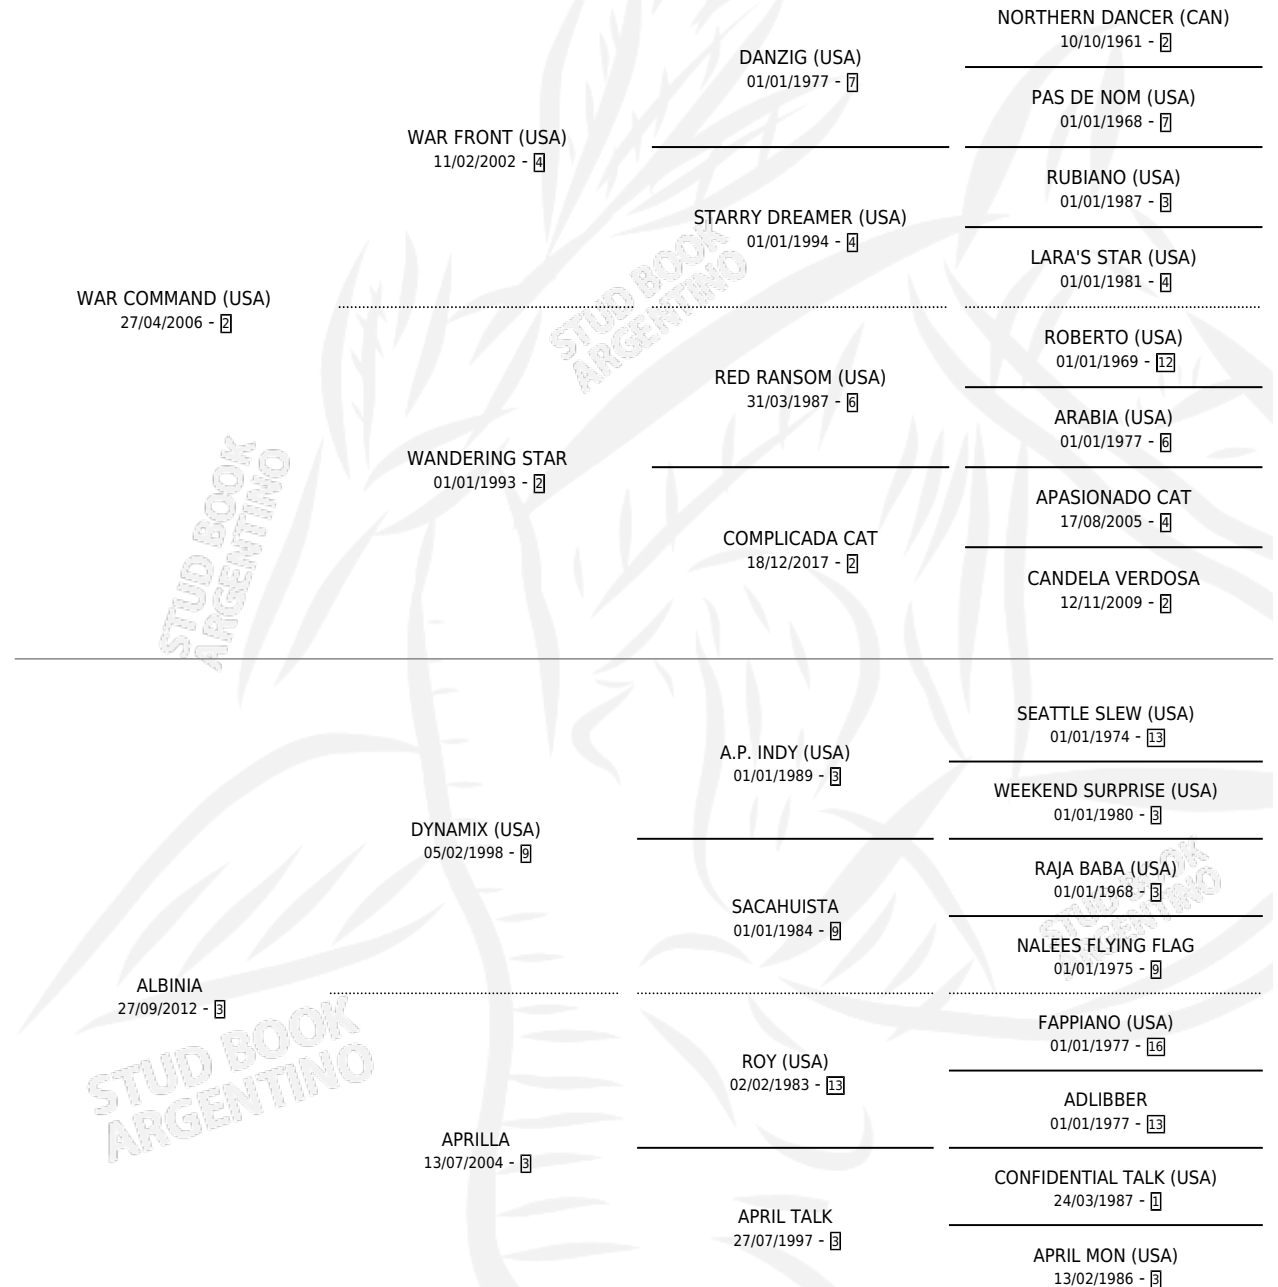 NORTHERN DANCER (CAN)
10/10/1961 - 2
DANZIG (USA)
01/01/1977 - 7
PAS DE NOM (USA)
01/01/1968 - 7
WAR FRONT (USA)
11/02/2002 - 4
RUBIANO (USA)
01/01/1987 - 3
STARRY DREAMER (USA)
01/01/1994 - 4
LARA'S STAR (USA)
01/01/1981 - 4
WAR COMMAND (USA)
27/04/2006 - 2
ROBERTO (USA)
01/01/1969 - 12
RED RANSOM (USA)
31/03/1987 - 6
ARABIA (USA)
01/01/1977 - 6
WANDERING STAR
01/01/1993 - 2
APASIONADO CAT
17/08/2005 - 4
COMPLICADA CAT
18/12/2017 - 2
CANDELA VERDOSA
12/11/2009 - 2
SEATTLE SLEW (USA)
01/01/1974 - 13
A.P. INDY (USA)
01/01/1989 - 3
WEEKEND SURPRISE (USA)
01/01/1980 - 3
DYNAMIX (USA)
05/02/1998 - 9
RAJA BABA (USA)
01/01/1968 - 3
SACAHUISTA
01/01/1984 - 9
NALEES FLYING FLAG
01/01/1975 - 9
ALBINIA
27/09/2012 - 3
FAPPIANO (USA)
01/01/1977 - 16
ROY (USA)
02/02/1983 - 13
ADLIBBER
01/01/1977 - 13
APRILLA
13/07/2004 - 3
CONFIDENTIAL TALK (USA)
24/03/1987 - 1
APRIL TALK
27/07/1997 - 3
APRIL MON (USA)
13/02/1986 - 3
STUD BOOK
ARGENTINO
STUD BOOK
ARGENTINO
STUD BOOK
ARGENTINO
STUD BOOK
ARGENTINO